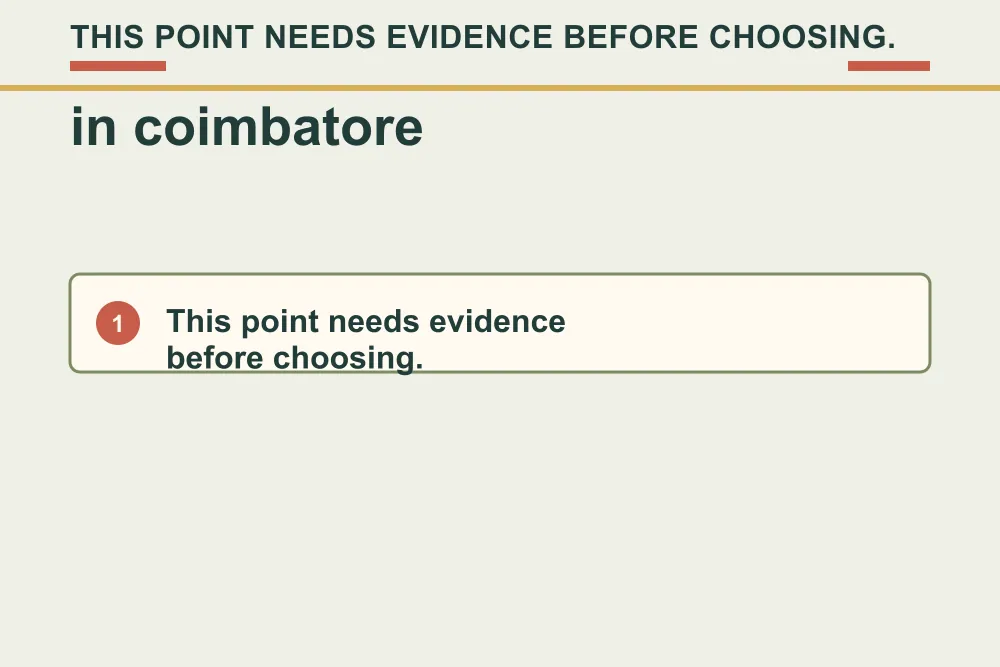 THIS POINT NEEDS EVIDENCE BEFORE CHOOSING.
in coimbatore
1 This point needs evidence
before choosing.